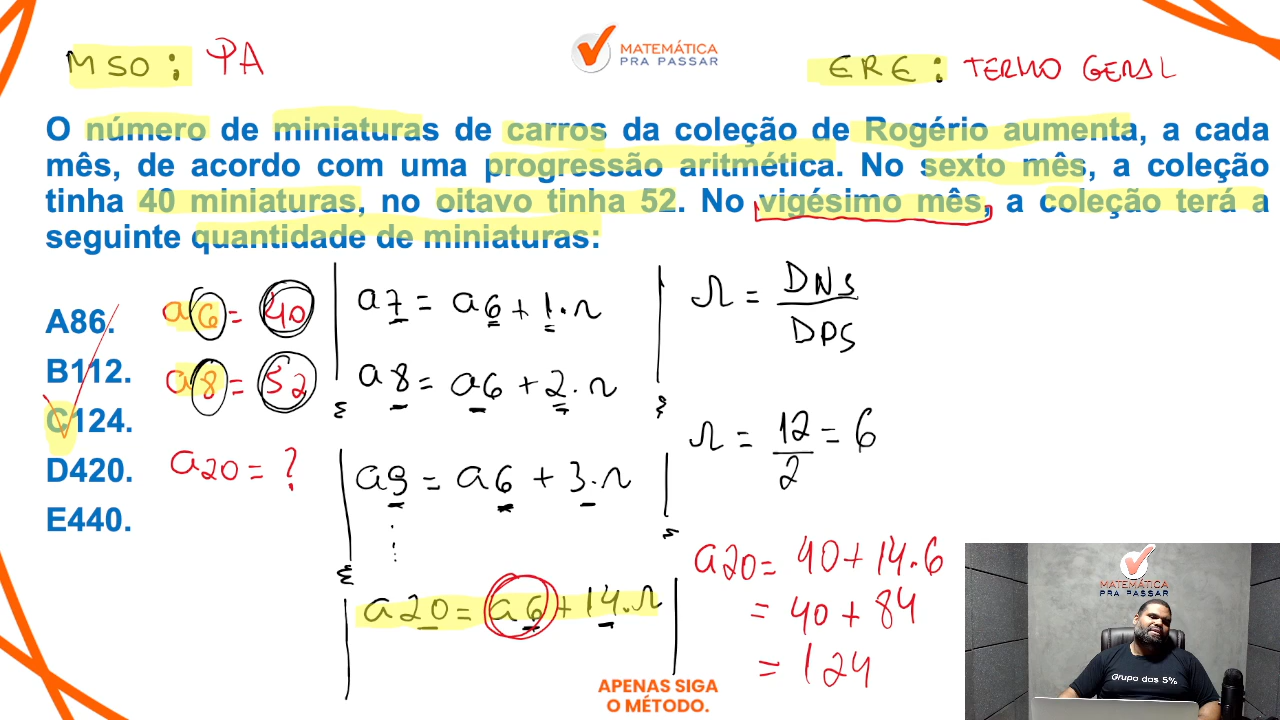 MSO : PA
MATEMÁTICA
PRA PASSAR
ERE : TERMO GERAL
O número de miniaturas de carros da coleção de Rogério aumenta, a cada
mês, de acordo com uma progressão aritmética. No sexto mês, a coleção
tinha 40 miniaturas, no oitavo tinha 52. No vigésimo mês, a coleção terá a
seguinte quantidade de miniaturas:
A86.
B112.
C124.
D420.
E440.
a6 = 40
a8 = 52
a20 = ?
a7 = a6 + 1.r
a8 = a6 + 2.r
a9 = a6 + 3.r
a20 = a6 + 14.r
r = DNS/DPS
r = 12/2 = 6
a20 = 40 + 14.6
= 40 + 84
= 124
MATEMÁTICA
PRA PASSAR
Grupo dos 5%
APENAS SIGA
O MÉTODO.